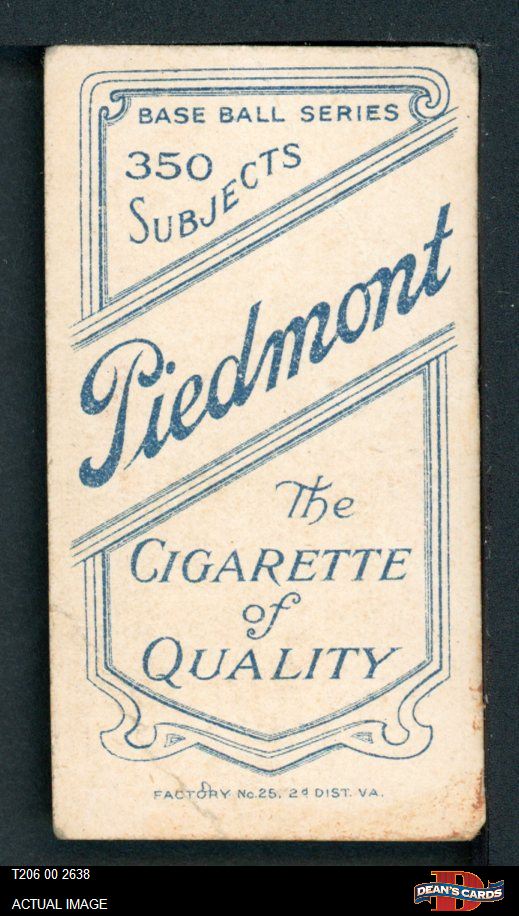 BASE BALL SERIES
350
SUBJECTS
Piedmont
The
CIGARETTE
of
QUALITY
FACTORY No. 25, 2d DIST. VA.
T206 00 2638
ACTUAL IMAGE
DEAN'S CARDS